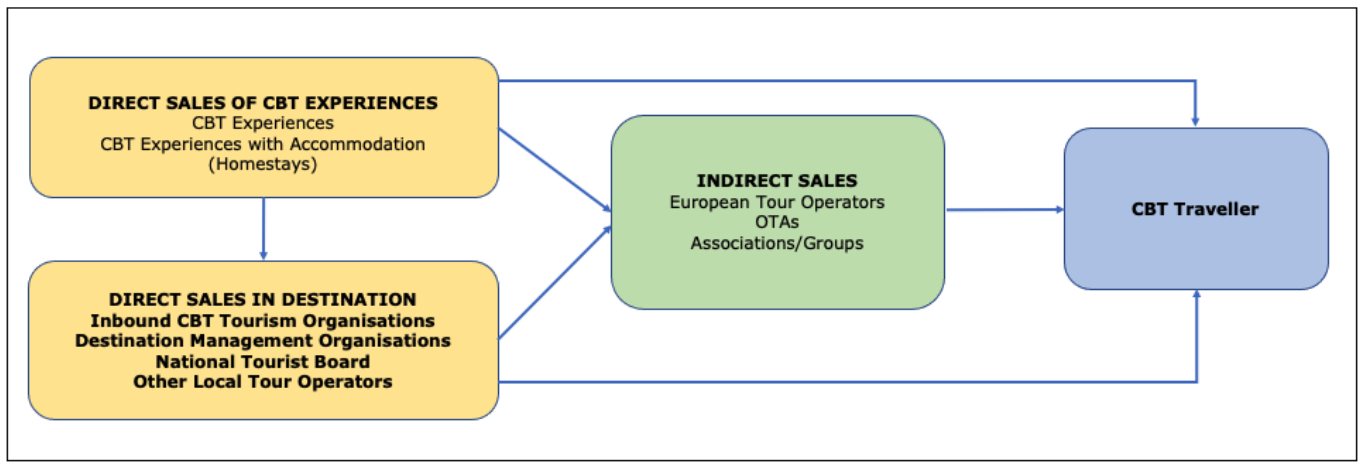 DIRECT SALES OF CBT EXPERIENCES
CBT Experiences
CBT Experiences with Accommodation
(Homestays)
DIRECT SALES IN DESTINATION
Inbound CBT Tourism Organisations
Destination Management Organisations
National Tourist Board
Other Local Tour Operators
INDIRECT SALES
European Tour Operators
OTAs
Associations/Groups
CBT Traveller